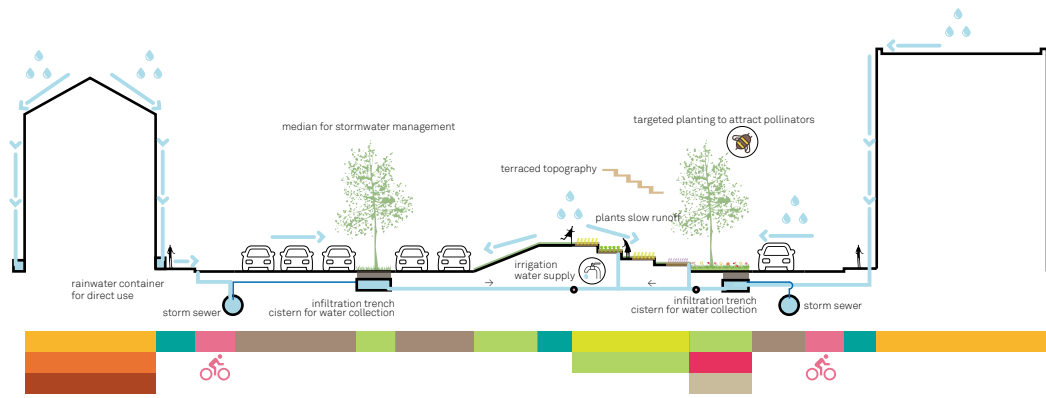 targeted planting to attract pollinators
median for stormwater management
terraced topography
plants slow runoff
irrigation
water supply
rainwater container
for direct use
storm sewer
infiltration trench
cistern for water collection
infiltration trench
cistern for water collection
storm sewer